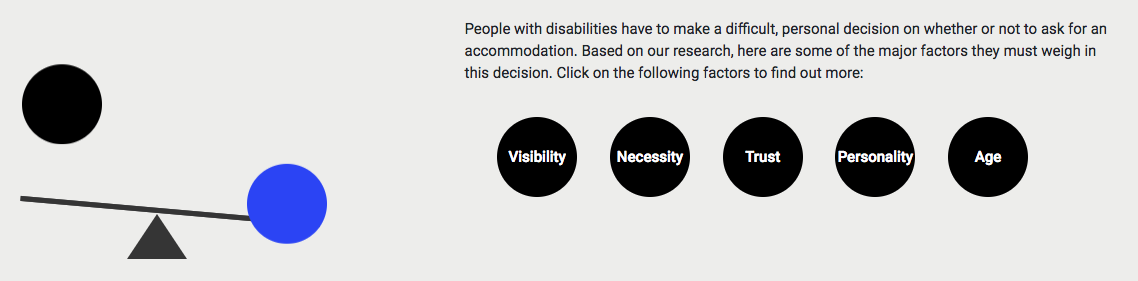 People with disabilities have to make a difficult, personal decision on whether or not to ask for an
accommodation. Based on our research, here are some of the major factors they must weigh in
this decision. Click on the following factors to find out more:
Visibility
Necessity
Trust
Personality
Age